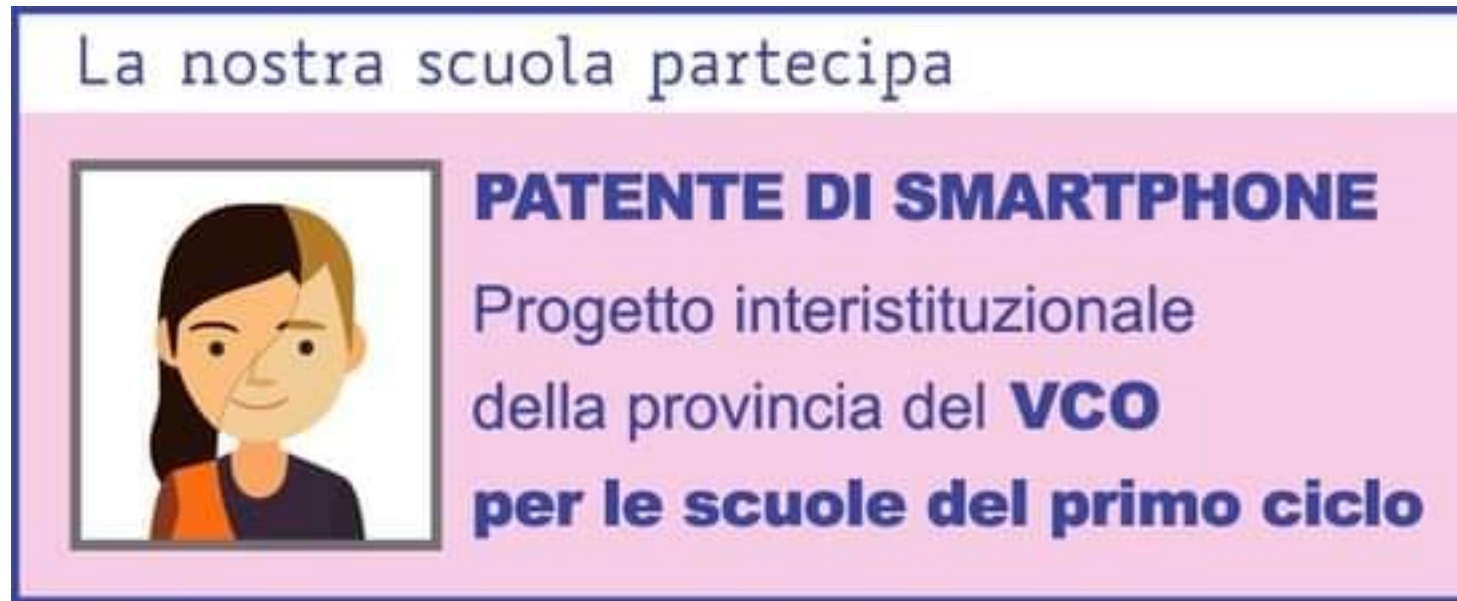 La nostra scuola partecipa
PATENTE DI SMARTPHONE
Progetto interistituzionale
della provincia del VCO
per le scuole del primo ciclo